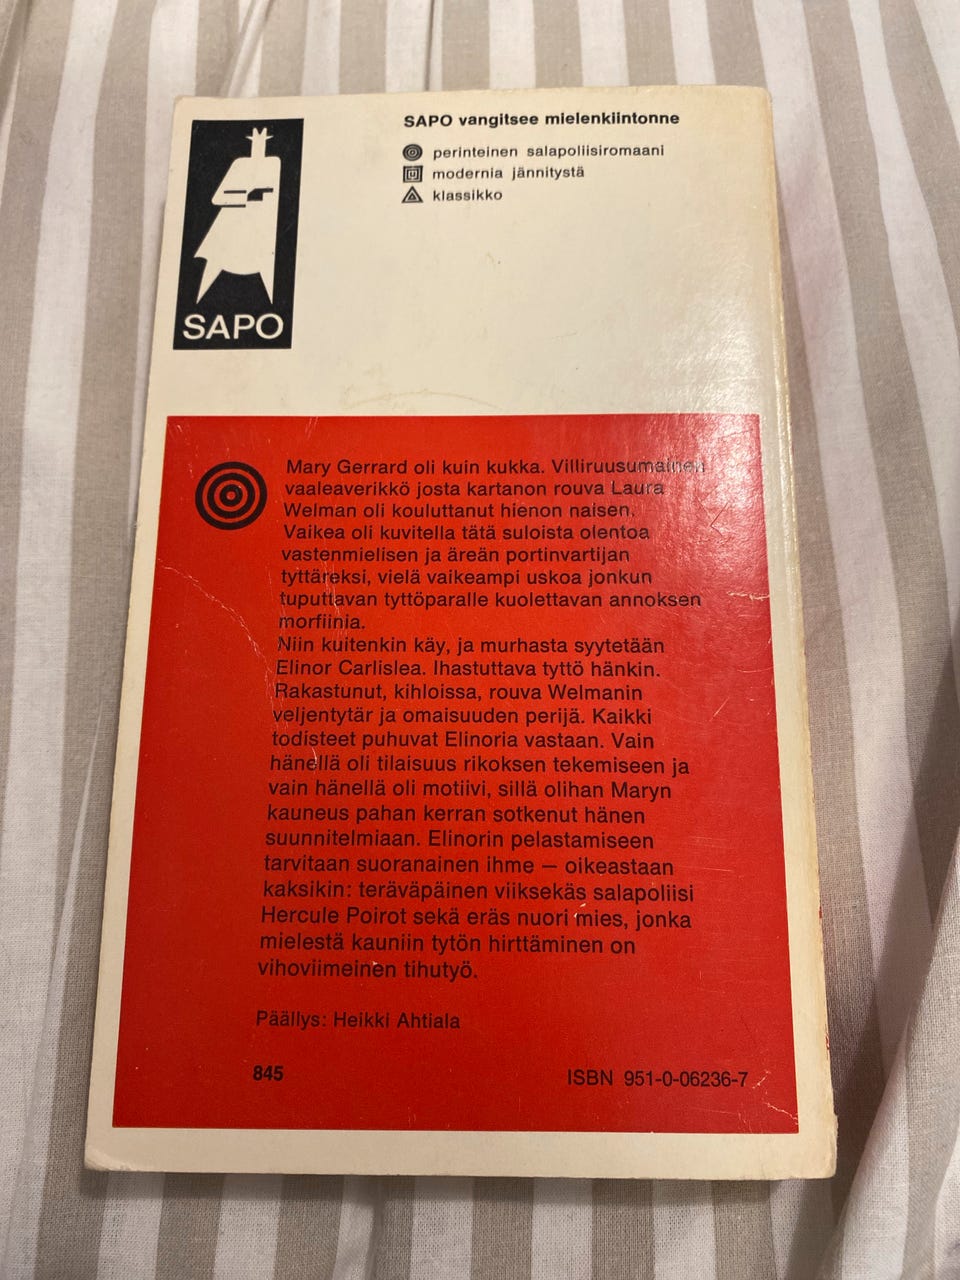 SAPO
SAPO vangitsee mielenkiintonne
perinteinen salapoliisiromaani
modernia jännitystä
klassikko
Mary Gerrard oli kuin kukka. Villiruusumainen
vaaleaverikkö josta kartanon rouva Laura
Welman oli kouluttanut hienon naisen.
Vaikea oli kuvitella tätä suloista olentoa
vastenmielisen ja äreän portinvartijan
tyttäreksi, vielä vaikeampi uskoa jonkun
tuputtavan tyttöparalle kuolettavan annoksen
morfiinia.
Niin kuitenkin käy, ja murhasta syytetään
Elinor Carlislea. Ihastuttava tyttö hänkin.
Rakastunut, kihloissa, rouva Welmanin
veljentytär ja omaisuuden perijä. Kaikki
todisteet puhuvat Elinoria vastaan. Vain
hänellä oli tilaisuus rikoksen tekemiseen ja
vain hänellä oli motiivi, sillä olihan Maryn
kauneus pahan kerran sotkenut hänen
suunnitelmiaan. Elinorin pelastamiseen
tarvitaan suoranainen ihme — oikeastaan
kaksikin: teräväpäinen viiksekäs salapoliisi
Hercule Poirot sekä eräs nuori mies, jonka
mielestä kauniin tytön hirttäminen on
vihoviimeinen tihutyö.
Päällys: Heikki Ahtiala
845
ISBN 951-0-06236-7